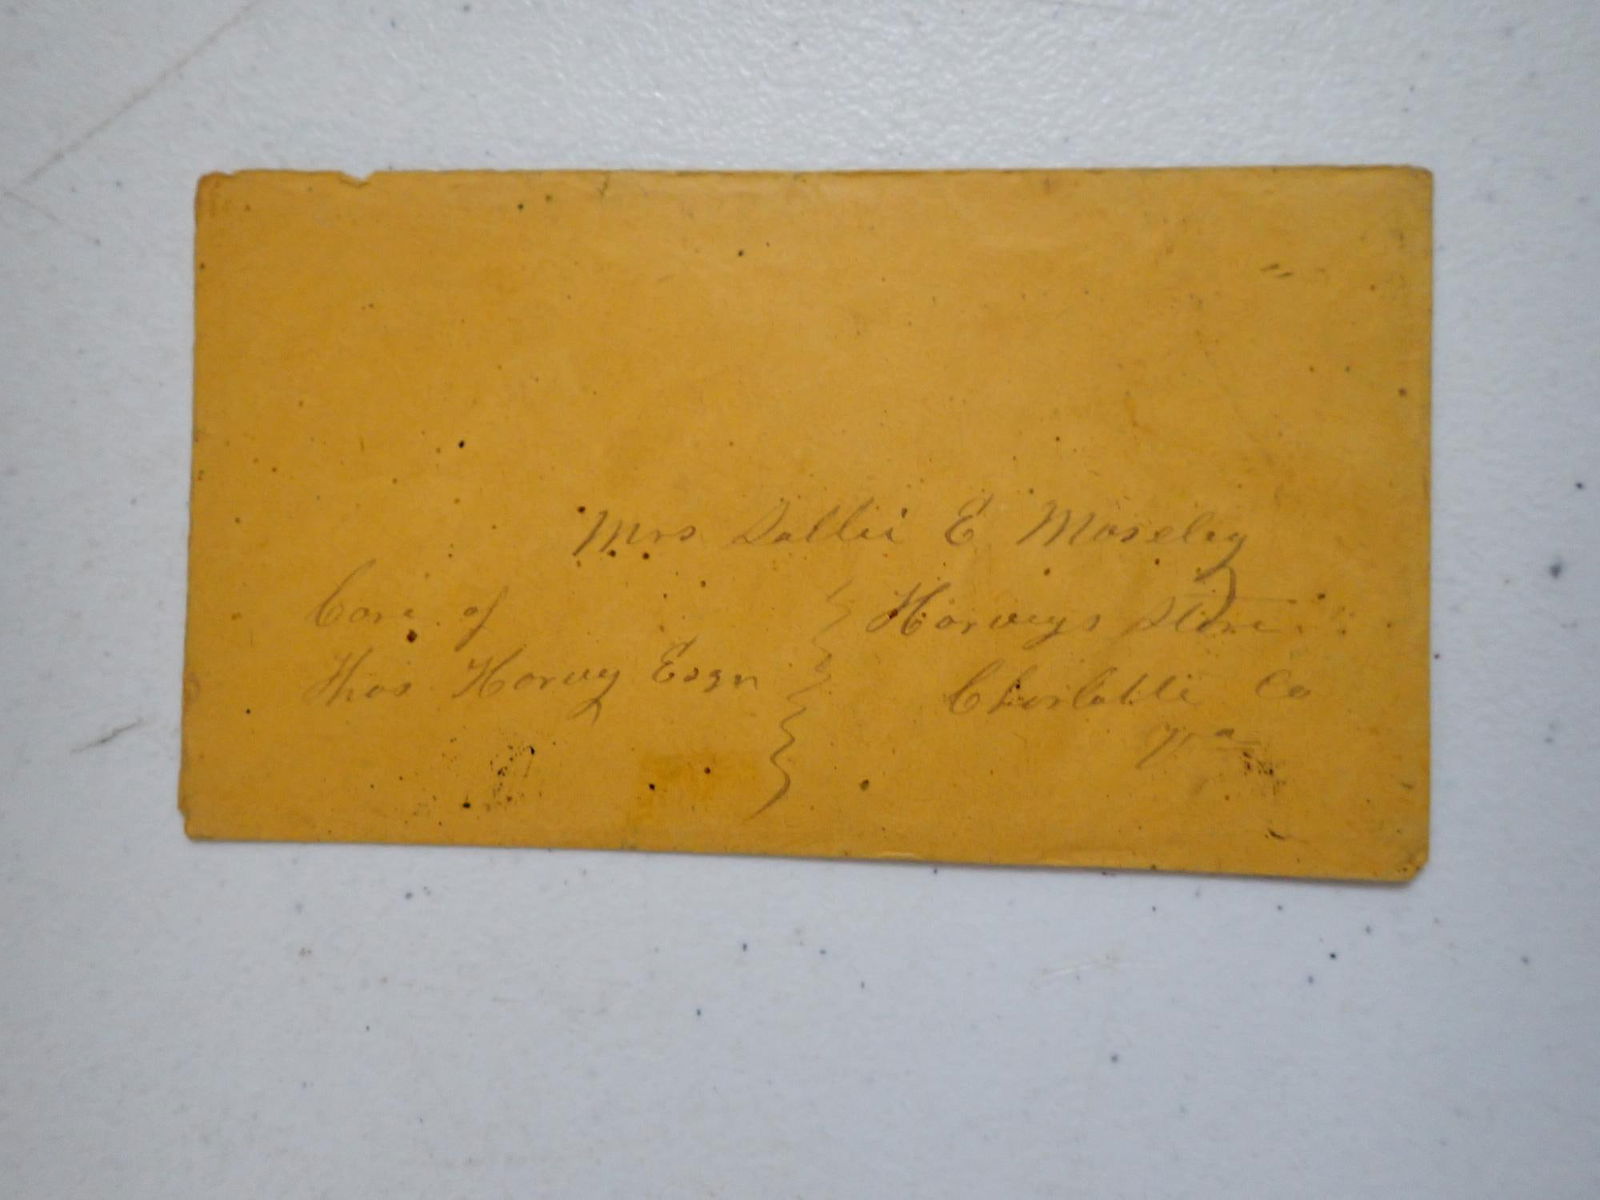 Mrs Sallie E Moseley
Care of
Thos Harvey Esqr
Harveys Store
Charlotte Co
Va